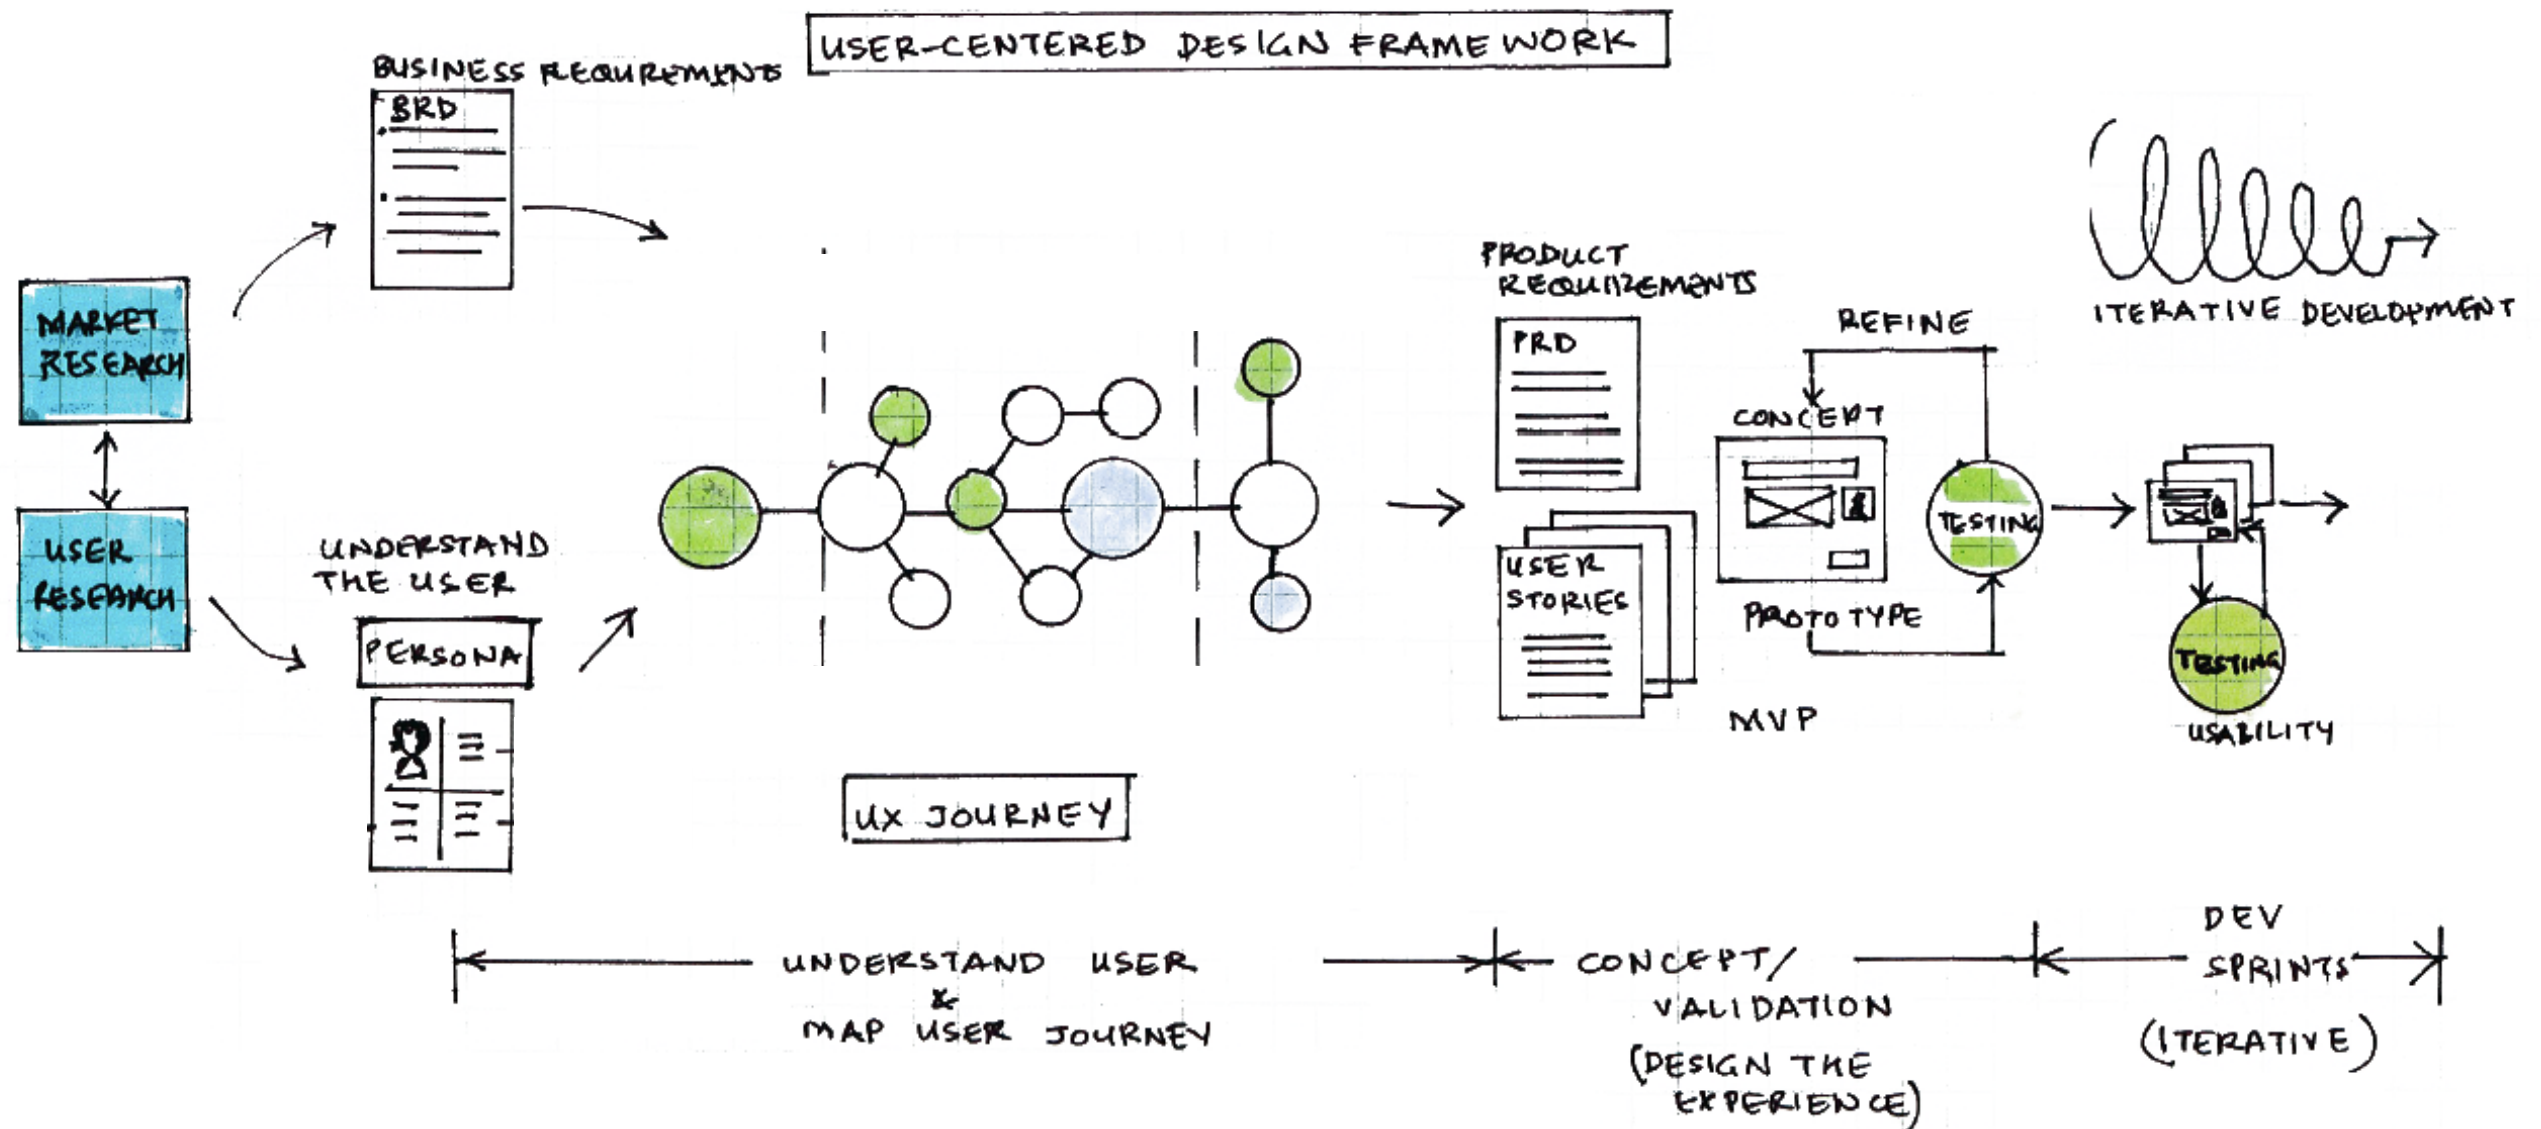 USER-CENTERED DESIGN FRAMEWORK
BUSINESS REQUREMENTS
BRD
MARKET
RESEARCH
USER
RESEARCH
UNDERSTAND
THE USER
PERSONA
UX JOURNEY
PRODUCT
REQUIREMENTS
PRD
USER
STORIES
REFINE
CONCEPT
TESTING
PROTOTYPE
MVP
ITERATIVE DEVELOPMENT
TESTING
USABILITY
UNDERSTAND USER
&
MAP USER JOURNEY
CONCEPT/
VALIDATION
(DESIGN THE
EXPERIENCE)
DEV
SPRINTS
(ITERATIVE)